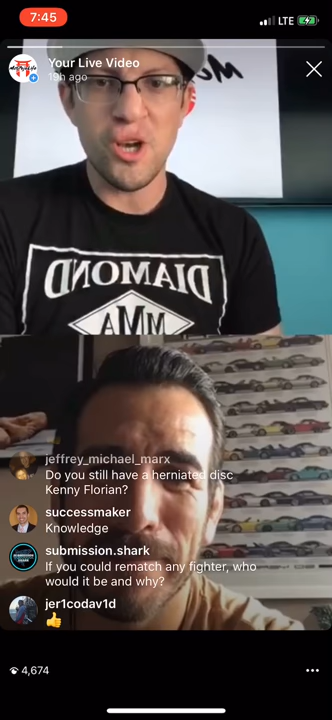 7:45
LTE
Your Live Video
19h ago
DIAMOND
MMA
jeffrey_michael_marx
Do you still have a herniated disc
Kenny Florian?
successmaker
Knowledge
submission.shark
If you could rematch any fighter, who
would it be and why?
jer1codav1d
👍
4,674